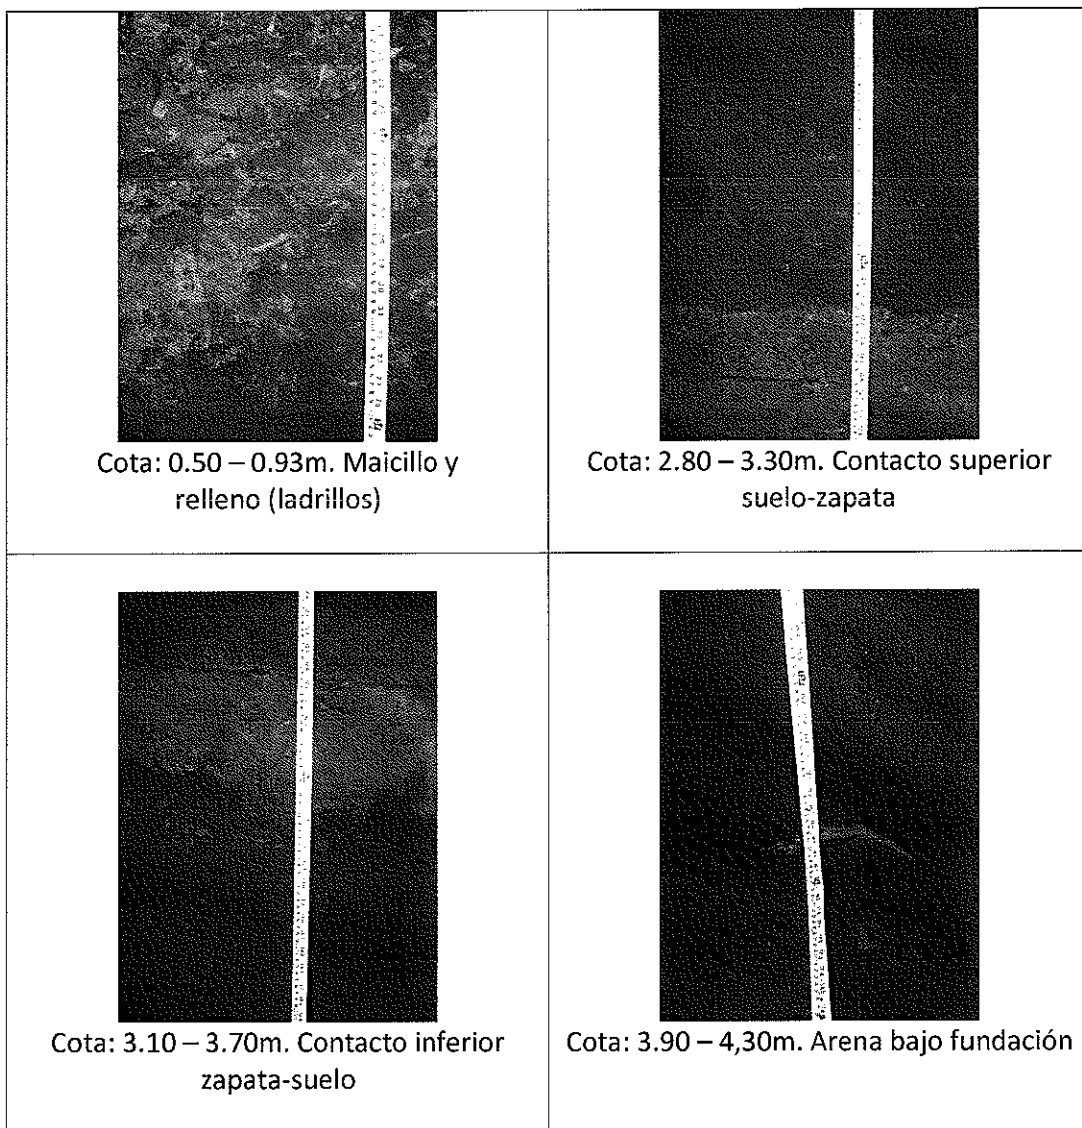 Cota: 0.50 – 0.93m. Maicillo y
relleno (ladrillos)
Cota: 2.80 – 3.30m. Contacto superior
suelo-zapata
Cota: 3.10 – 3.70m. Contacto inferior
zapata-suelo
Cota: 3.90 – 4,30m. Arena bajo fundación